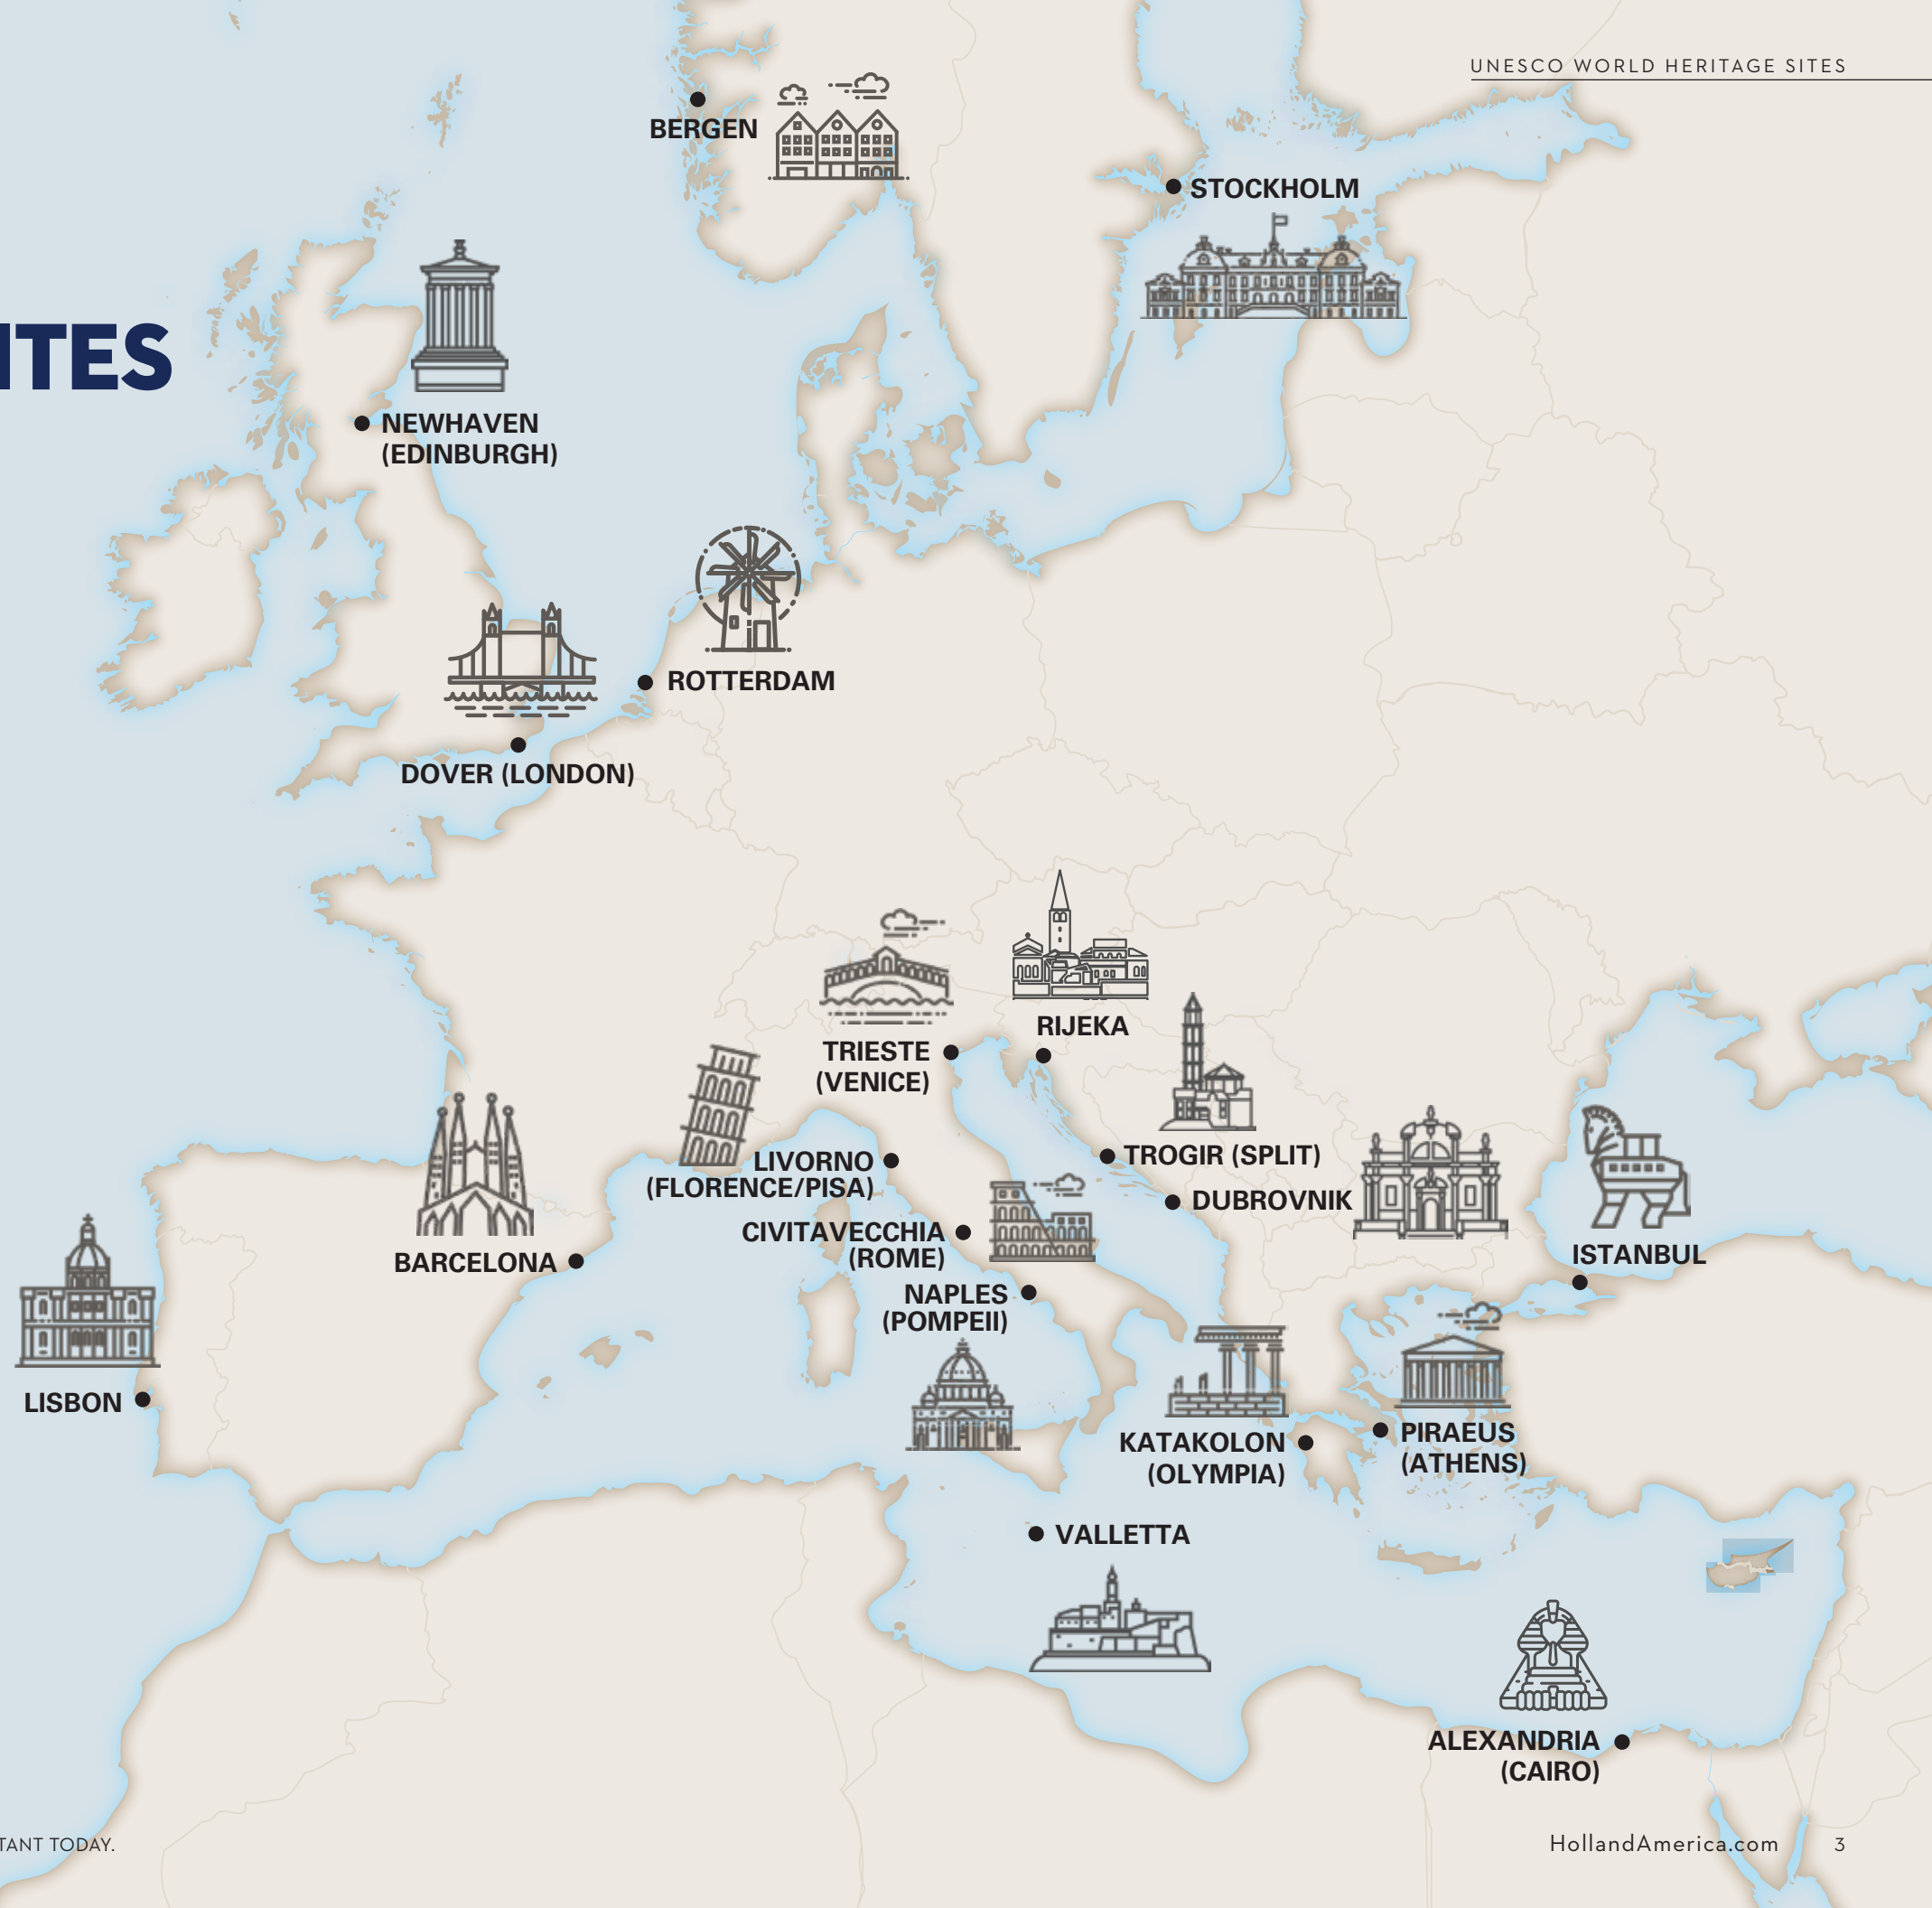 UNESCO WORLD HERITAGE SITES
BERGEN
STOCKHOLM
ITES
NEWHAVEN
(EDINBURGH)
ROTTERDAM
DOVER (LONDON)
RIJEKA
TRIESTE
(VENICE)
TROGIR (SPLIT)
LIVORNO
(FLORENCE/PISA)
DUBROVNIK
CIVITAVECCHIA
(ROME)
ISTANBUL
BARCELONA
NAPLES
(POMPEII)
LISBON
KATAKOLON
(OLYMPIA)
PIRAEUS
(ATHENS)
VALLETTA
ALEXANDRIA
(CAIRO)
TANT TODAY.
HollandAmerica.com 3